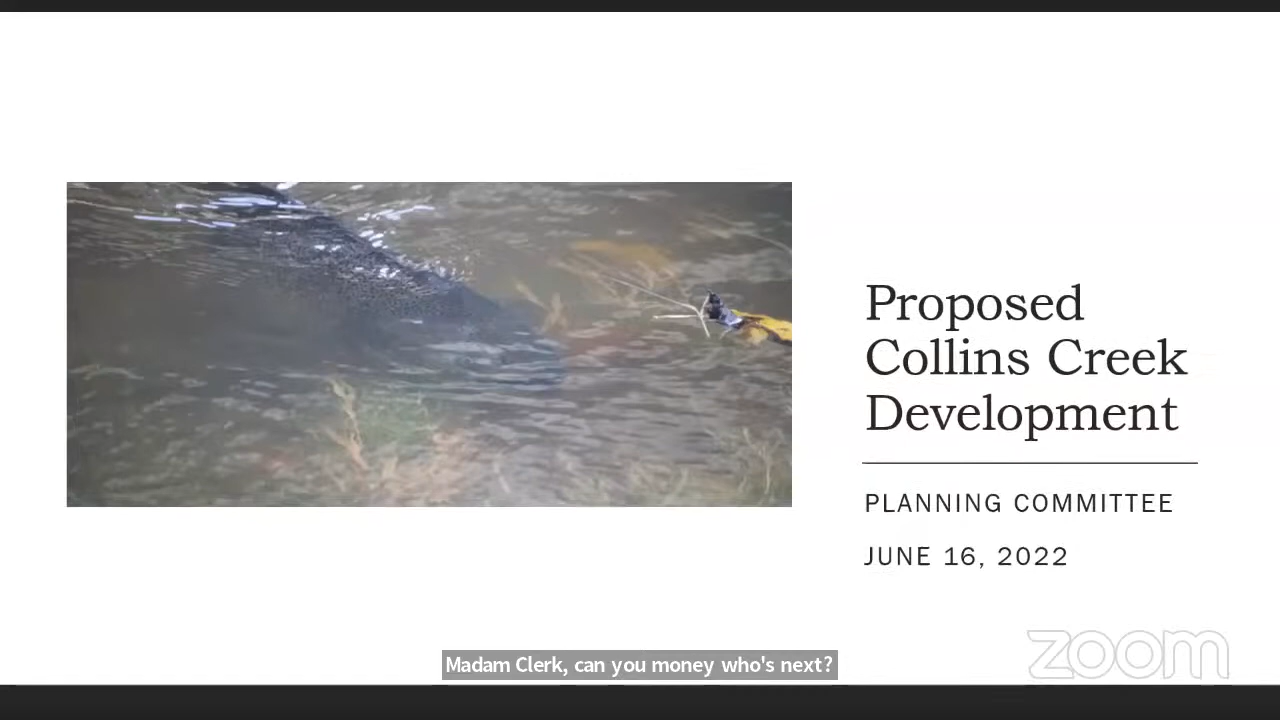 Proposed
Collins Creek
Development
PLANNING COMMITTEE
JUNE 16, 2022
zoom
Madam Clerk, can you money who's next?